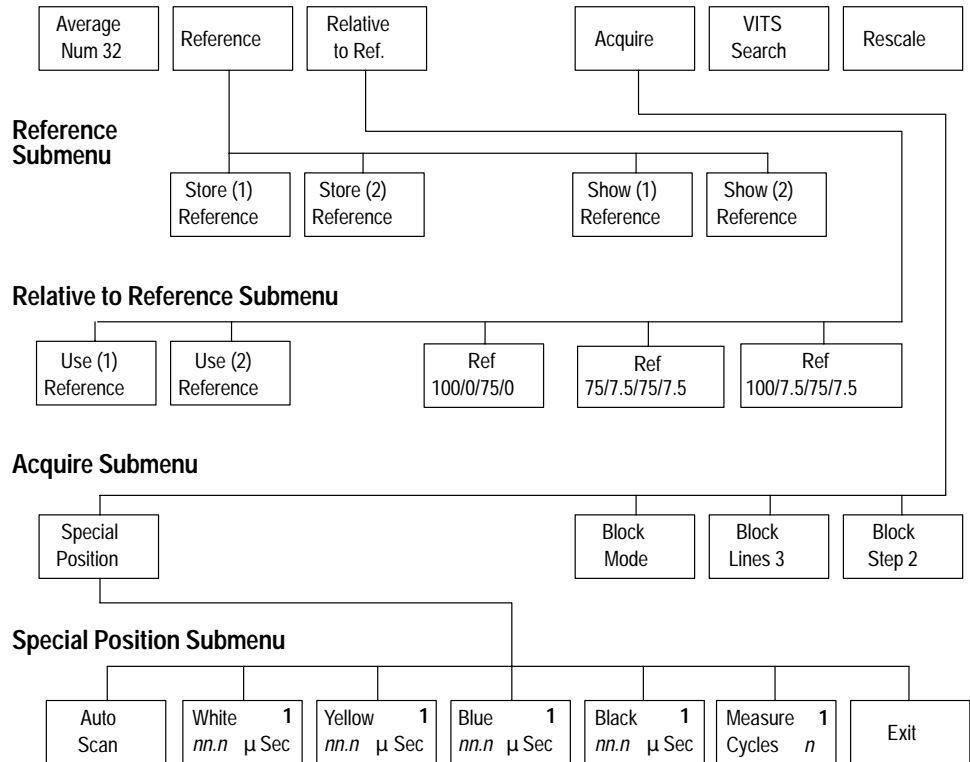 Average Num 32
Reference
Relative to Ref.
Acquire
VITS Search
Rescale
Reference Submenu
Store (1) Reference
Store (2) Reference
Show (1) Reference
Show (2) Reference
Relative to Reference Submenu
Use (1) Reference
Use (2) Reference
Ref 100/0/75/0
Ref 75/7.5/75/7.5
Ref 100/7.5/75/7.5
Acquire Submenu
Special Position
Block Mode
Block Lines 3
Block Step 2
Special Position Submenu
Auto Scan
White 1 nn.n µ Sec
Yellow 1 nn.n µ Sec
Blue 1 nn.n µ Sec
Black 1 nn.n µ Sec
Measure 1 Cycles n
Exit